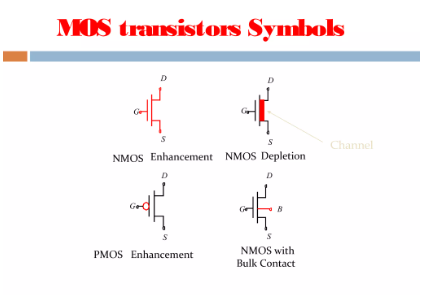 MOS transistors Symbols
D
G
S
NMOS Enhancement
D
G
S
NMOS Depletion
Channel
D
G
S
PMOS Enhancement
D
G
B
S
NMOS with
Bulk Contact